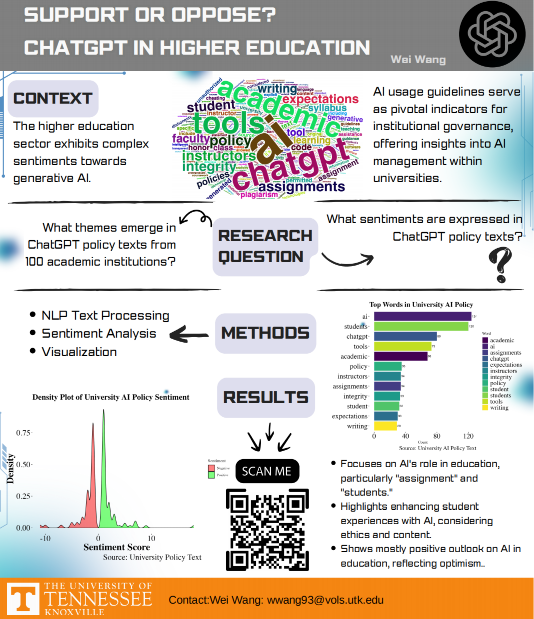 SUPPORT OR OPPOSE?
CHATGPT IN HIGHER EDUCATION
Wei Wang
CONTEXT
The higher education
sector exhibits complex
sentiments towards
generative AI.
academic
writing
expectations
student
syllabus
generative
tools
tool
learning
faculty
policy
ai
honor
class
code
instructors
chatgpt
integrity
assignment
policies
assignments
plagiarism
AI usage guidelines serve
as pivotal indicators for
institutional governance,
offering insights into AI
management within
universities.
What themes emerge in
ChatGPT policy texts from
100 academic institutions?
RESEARCH
QUESTION
What sentiments are expressed in
ChatGPT policy texts?
?
NLP Text Processing
Sentiment Analysis
Visualization
METHODS
RESULTS
Top Words in University AI Policy
ai
students
chatgpt
tools
academic
policy
instructors
assignments
integrity
student
expectations
writing
0 40 80 120
Count
Source: University AI Policy Text
Word
academic
ai
assignments
chatgpt
expectations
instructors
integrity
policy
student
students
tools
writing
Density Plot of University AI Policy Sentiment
Density
0.75
0.50
0.25
0.00
-10 0 10
Sentiment Score
Source: University Policy Text
Sentiment
Negative
Positive
SCAN ME
Focuses on AI's role in education,
particularly "assignment" and
"students."
Highlights enhancing student
experiences with AI, considering
ethics and content.
Shows mostly positive outlook on AI in
education, reflecting optimism..
THE UNIVERSITY OF
TENNESSEE
KNOXVILLE
Contact:Wei Wang: wwang93@vols.utk.edu